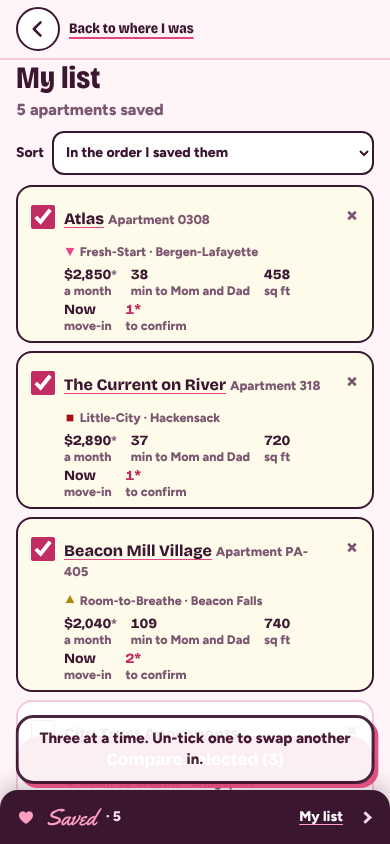 Back to where I was
My list
5 apartments saved
Sort In the order I saved them
Atlas Apartment 0308
Fresh-Start · Bergen-Lafayette
$2,850* 38 458
a month min to Mom and Dad sq ft
Now 1*
move-in to confirm
The Current on River Apartment 318
Little-City · Hackensack
$2,890* 37 720
a month min to Mom and Dad sq ft
Now 1*
move-in to confirm
Beacon Mill Village Apartment PA-
405
Room-to-Breathe · Beacon Falls
$2,040* 109 740
a month min to Mom and Dad sq ft
Now 2*
move-in to confirm
Three at a time. Un-tick one to swap another
in.
Saved · 5 My list